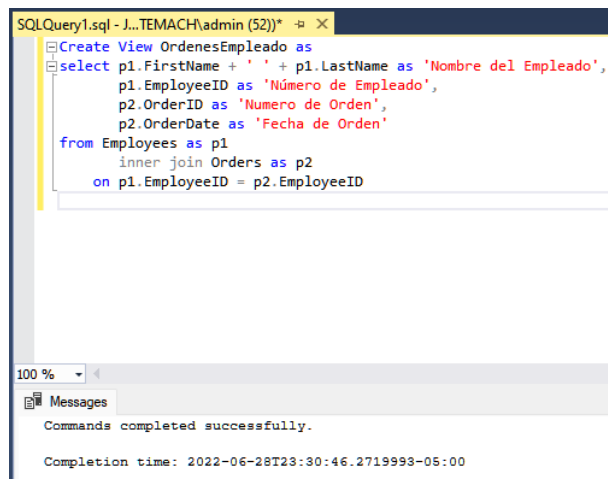 SQLQuery1.sql - J...TEMACH\admin (52))*
Create View OrdenesEmpleado as
select p1.FirstName + ' ' + p1.LastName as 'Nombre del Empleado',
p1.EmployeeID as 'Número de Empleado',
p2.OrderID as 'Numero de Orden',
p2.OrderDate as 'Fecha de Orden'
from Employees as p1
inner join Orders as p2
on p1.EmployeeID = p2.EmployeeID
100 %
Messages
Commands completed successfully.
Completion time: 2022-06-28T23:30:46.2719993-05:00